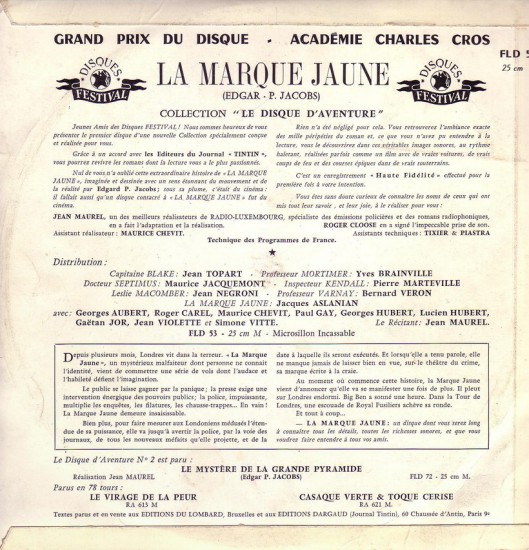 GRAND PRIX DU DISQUE - ACADÉMIE CHARLES CROS
FLD 5
25 cm
DISQUES
FESTIVAL
LA MARQUE JAUNE
(EDGAR - P. JACOBS)
DISQUES
FESTIVAL
COLLECTION "LE DISQUE D'AVENTURE"
Jeunes Amis des Disques FESTIVAL! Nous sommes heureux de vous
présenter le premier disque d'une nouvelle Collection spécialement conçue
et réalisée pour vous.
Grâce à un accord avec les Editeurs du Journal « TINTIN »,
vous pourrez revivre les romans dont la lecture vous a le plus passionnés.
Nul de vous n'a oublié cette extraordinaire histoire de « LA MARQUE
JAUNE », imaginée et dessinée avec un sens étonnant du mouvement et de
la réalité par Edgard P. Jacobs; sous sa plume, c'était du cinéma :
il fallait aussi qu'un disque consacré à « LA MARQUE JAUNE » fut du
cinéma.
Rien n'a été négligé pour cela. Vous retrouverez l'ambiance exacte
des mille péripéties du roman et, ce que vous n'avez pu entendre à la
lecture, vous le découvrirez dans ces véritables images sonores, au rythme
haletant, réalisées parfois comme un film avec de vraies voitures, de vrais
coups de feu et des courses épiques dans de vrais souterrains.
C'est un enregistrement « Haute Fidélité » effectué pour la
première fois à votre intention.
Vous êtes sans doute curieux de connaître les noms de ceux qui ont
mis tout leur savoir, et leur joie, à le réaliser pour vous :
JEAN MAUREL, un des meilleurs réalisateurs de RADIO-LUXEMBOURG, spécialiste des émissions policières et des romans radiophoniques,
en a fait l'adaptation et la réalisation. ROGER CLOOSE en a signé l'impeccable prise de son.
Assistant réalisateur : MAURICE CHEVIT. Assistants techniques : TIXIER & PIASTRA
Technique des Programmes de France.
Distribution :
Capitaine BLAKE : Jean TOPART - Professeur MORTIMER : Yves BRAINVILLE
Docteur SEPTIMUS : Maurice JACQUEMONT - Inspecteur KENDALL : Pierre MARTEVILLE
Leslie MACOMBER : Jean NEGRONI - Professeur VARNAY : Bernard VERON
LA MARQUE JAUNE : Jacques ASLANIAN
avec : Georges AUBERT, Roger CAREL, Maurice CHEVIT, Paul GAY, Georges HUBERT, Lucien HUBERT,
Gaëtan JOR, Jean VIOLETTE et Simone VITTE. Le Récitant : Jean MAUREL.
FLD 53 - 25 cm M - Microsillon Incassable
Depuis plusieurs mois, Londres vit dans la terreur. « La Marque
Jaune », un mystérieux malfaiteur dont personne ne connaît
l'identité, vient de commettre une série de vols dont l'audace et
l'habileté défient l'imagination.
Le public se laisse gagner par la panique; la presse exige une
intervention énergique des pouvoirs publics; la police, impuissante,
multiplie les enquêtes, les filatures, les chausse-trappes... En vain !
La Marque Jaune demeure insaisissable.
Bien plus, pour faire mesurer aux Londoniens médusés l'éten-
due de sa puissance, elle va jusqu'à avertir la police, par la voie des
journaux, de tous les nouveaux méfaits qu'elle projette, et de la
date à laquelle ils seront exécutés. Et lorsqu'elle a tenu parole, elle
ne manque jamais de laisser bien en vue, sur le théâtre du crime,
sa marque écrite à la craie.
Au moment où commence cette histoire, la Marque Jaune
vient d'annoncer qu'elle va se manifester une fois de plus. Il pleut
sur Londres endormi. Big Ben a sonné une heure. Dans la Tour de
Londres, une escouade de Royal Fusiliers achève sa ronde.
Et tout à coup...
— LA MARQUE JAUNE : un disque dont vous serez long
à connaître tous les détails, toutes les richesses sonores, et que vous
voudrez faire entendre à tous vos amis.
Le Disque d'Aventure N° 2 est paru :
LE MYSTÈRE DE LA GRANDE PYRAMIDE
Réalisation Jean MAUREL (Edgar P. JACOBS) FLD 72 - 25 cm M.
Parus en 78 tours :
LE VIRAGE DE LA PEUR CASAQUE VERTE & TOQUE CERISE
RA 613 M RA 621 M.
Textes parus et en vente aux EDITIONS DU LOMBARD, Bruxelles et aux EDITIONS DARGAUD (Journal Tintin), 60 Chaussée d'Antin, Paris 9e